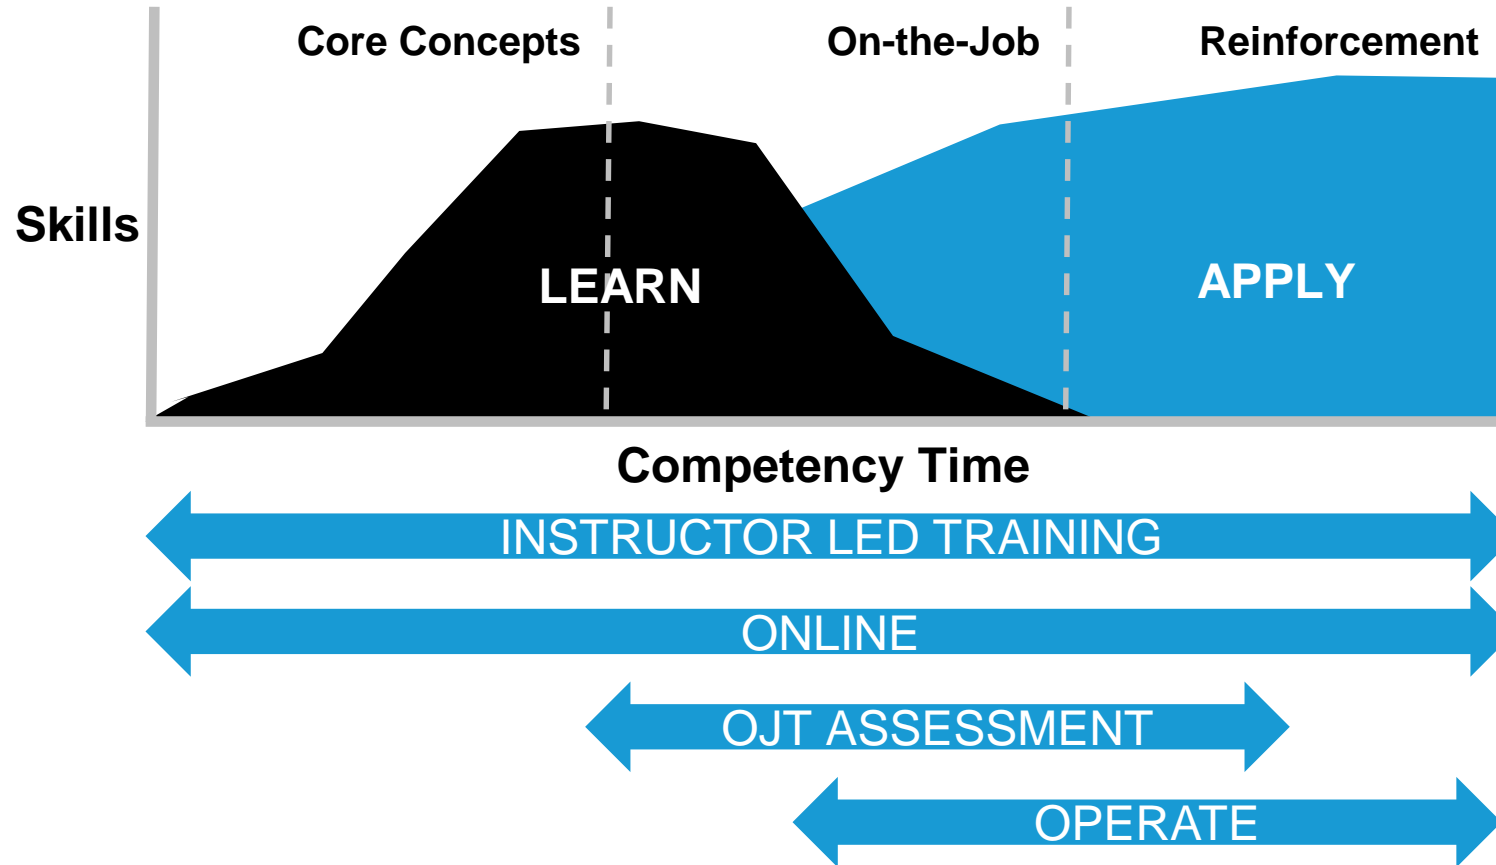 Core Concepts
On-the-Job
Reinforcement
Skills
LEARN
APPLY
Competency Time
INSTRUCTOR LED TRAINING
ONLINE
OJT ASSESSMENT
OPERATE